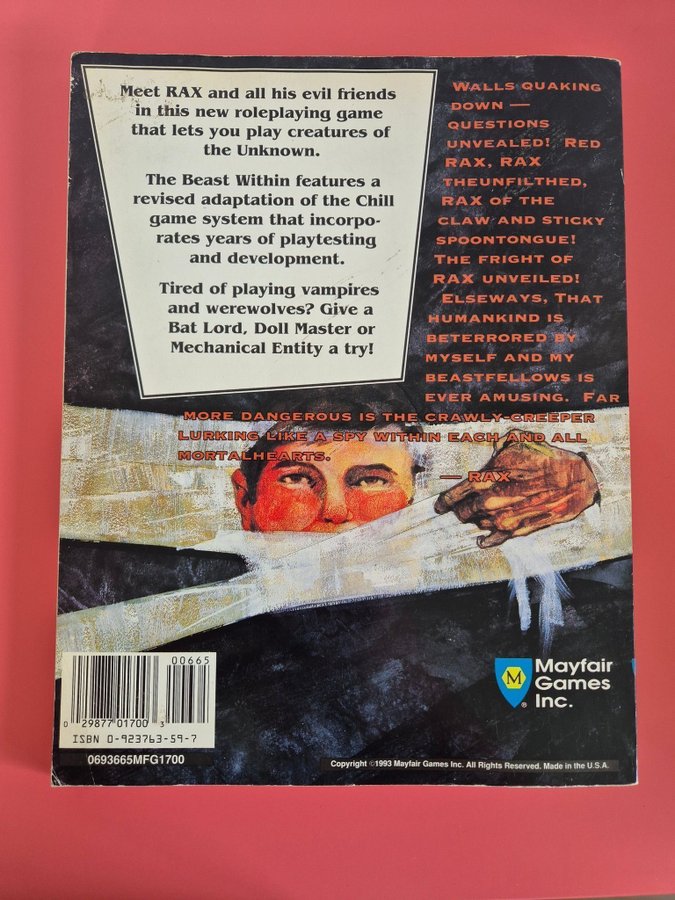 Meet RAX and all his evil friends
in this new roleplaying game
that lets you play creatures of
the Unknown.
The Beast Within features a
revised adaptation of the Chill
game system that incorpo-
rates years of playtesting
and development.
Tired of playing vampires
and werewolves? Give a
Bat Lord, Doll Master or
Mechanical Entity a try!
WALLS QUAKING
DOWN —
QUESTIONS
UNVEALED! RED
RAX, RAX
THEUNFILTHED,
RAX OF THE
CLAW AND STICKY
SPOONTONGUE!
THE FRIGHT OF
RAX UNVEILED!
ELSEWAYS, THAT
HUMANKIND IS
BETERRORED BY
MYSELF AND MY
BEASTFELLOWS IS
EVER AMUSING. FAR
MORE DANGEROUS IS THE CRAWLY-CREEPER
LURKING LIKE A SPY WITHIN EACH AND ALL
MORTALHEARTS.
— RAX
00665
0 29877 01700 3
ISBN 0-923763-59-7
0693665MFG1700
M
Mayfair
Games
Inc.
®
Copyright ©1993 Mayfair Games Inc. All Rights Reserved. Made in the U.S.A.